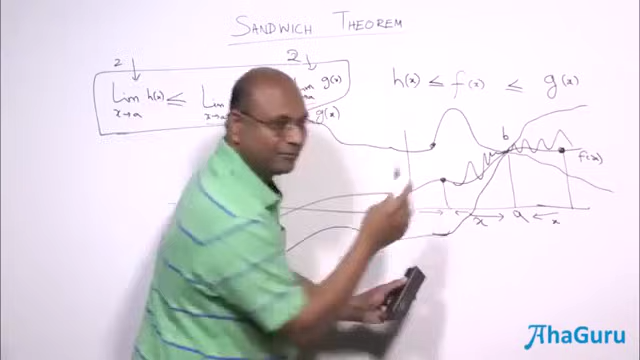 SANDWICH THEOREM
2 2
Lim h(x) ≤ Lim g(x)
x→a x→a
h(x) ≤ f(x) ≤ g(x)
g(x)
b
f(x)
x a x
AhaGuru